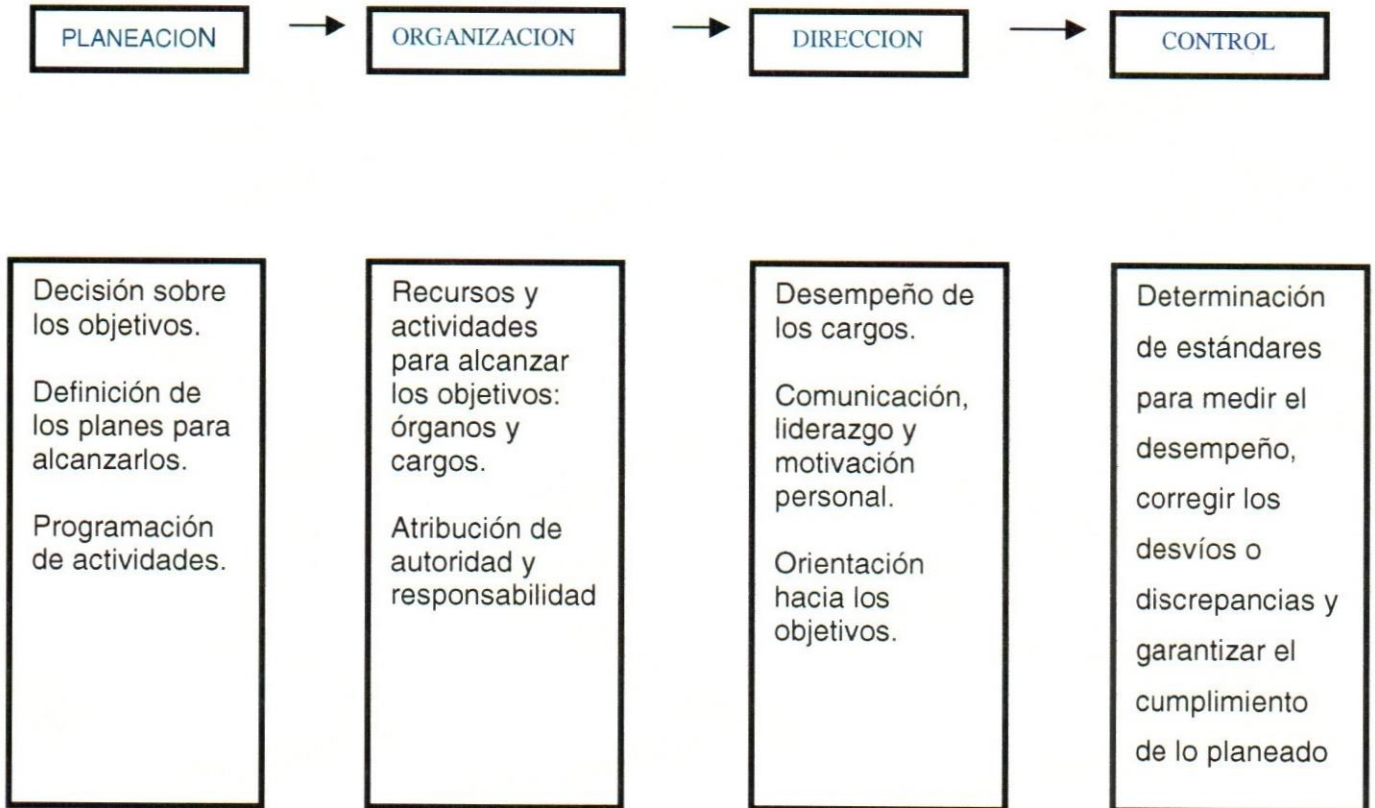 PLANEACION
ORGANIZACION
DIRECCION
CONTROL
Decisión sobre
los objetivos.
Definición de
los planes para
alcanzarlos.
Programación
de actividades.
Recursos y
actividades
para alcanzar
los objetivos:
órganos y
cargos.
Atribución de
autoridad y
responsabilidad
Desempeño de
los cargos.
Comunicación,
liderazgo y
motivación
personal.
Orientación
hacia los
objetivos.
Determinación
de estándares
para medir el
desempeño,
corregir los
desvíos o
discrepancias y
garantizar el
cumplimiento
de lo planeado